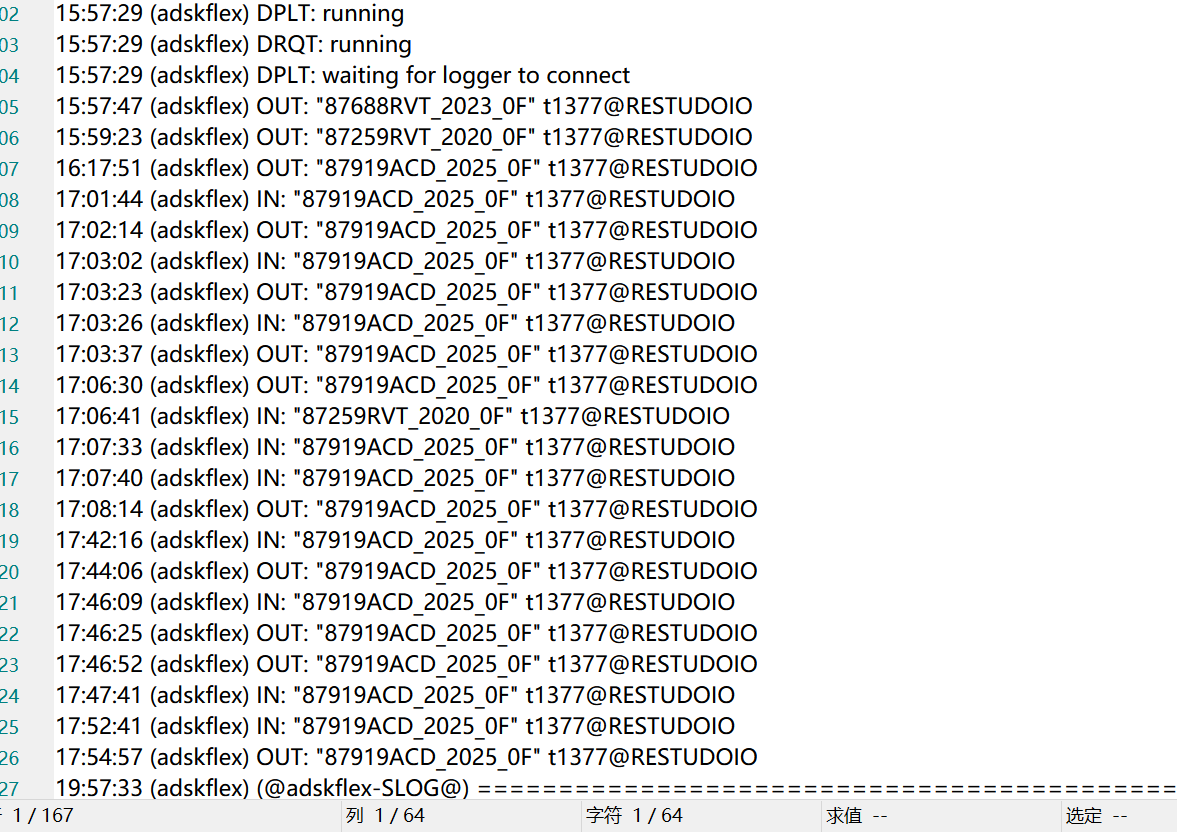 02 15:57:29 (adskflex) DPLT: running
03 15:57:29 (adskflex) DRQT: running
04 15:57:29 (adskflex) DPLT: waiting for logger to connect
05 15:57:47 (adskflex) OUT: "87688RVT_2023_0F" t1377@RESTUDOIO
06 15:59:23 (adskflex) OUT: "87259RVT_2020_0F" t1377@RESTUDOIO
07 16:17:51 (adskflex) OUT: "87919ACD_2025_0F" t1377@RESTUDOIO
08 17:01:44 (adskflex) IN: "87919ACD_2025_0F" t1377@RESTUDOIO
09 17:02:14 (adskflex) OUT: "87919ACD_2025_0F" t1377@RESTUDOIO
10 17:03:02 (adskflex) IN: "87919ACD_2025_0F" t1377@RESTUDOIO
11 17:03:23 (adskflex) OUT: "87919ACD_2025_0F" t1377@RESTUDOIO
12 17:03:26 (adskflex) IN: "87919ACD_2025_0F" t1377@RESTUDOIO
13 17:03:37 (adskflex) OUT: "87919ACD_2025_0F" t1377@RESTUDOIO
14 17:06:30 (adskflex) OUT: "87919ACD_2025_0F" t1377@RESTUDOIO
15 17:06:41 (adskflex) IN: "87259RVT_2020_0F" t1377@RESTUDOIO
16 17:07:33 (adskflex) IN: "87919ACD_2025_0F" t1377@RESTUDOIO
17 17:07:40 (adskflex) IN: "87919ACD_2025_0F" t1377@RESTUDOIO
18 17:08:14 (adskflex) OUT: "87919ACD_2025_0F" t1377@RESTUDOIO
19 17:42:16 (adskflex) IN: "87919ACD_2025_0F" t1377@RESTUDOIO
20 17:44:06 (adskflex) OUT: "87919ACD_2025_0F" t1377@RESTUDOIO
21 17:46:09 (adskflex) IN: "87919ACD_2025_0F" t1377@RESTUDOIO
22 17:46:25 (adskflex) OUT: "87919ACD_2025_0F" t1377@RESTUDOIO
23 17:46:52 (adskflex) OUT: "87919ACD_2025_0F" t1377@RESTUDOIO
24 17:47:41 (adskflex) IN: "87919ACD_2025_0F" t1377@RESTUDOIO
25 17:52:41 (adskflex) IN: "87919ACD_2025_0F" t1377@RESTUDOIO
26 17:54:57 (adskflex) OUT: "87919ACD_2025_0F" t1377@RESTUDOIO
27 19:57:33 (adskflex) (@adskflex-SLOG@) ===========================================
1 / 167 列 1 / 64 字符 1 / 64 求值 -- 选定 --